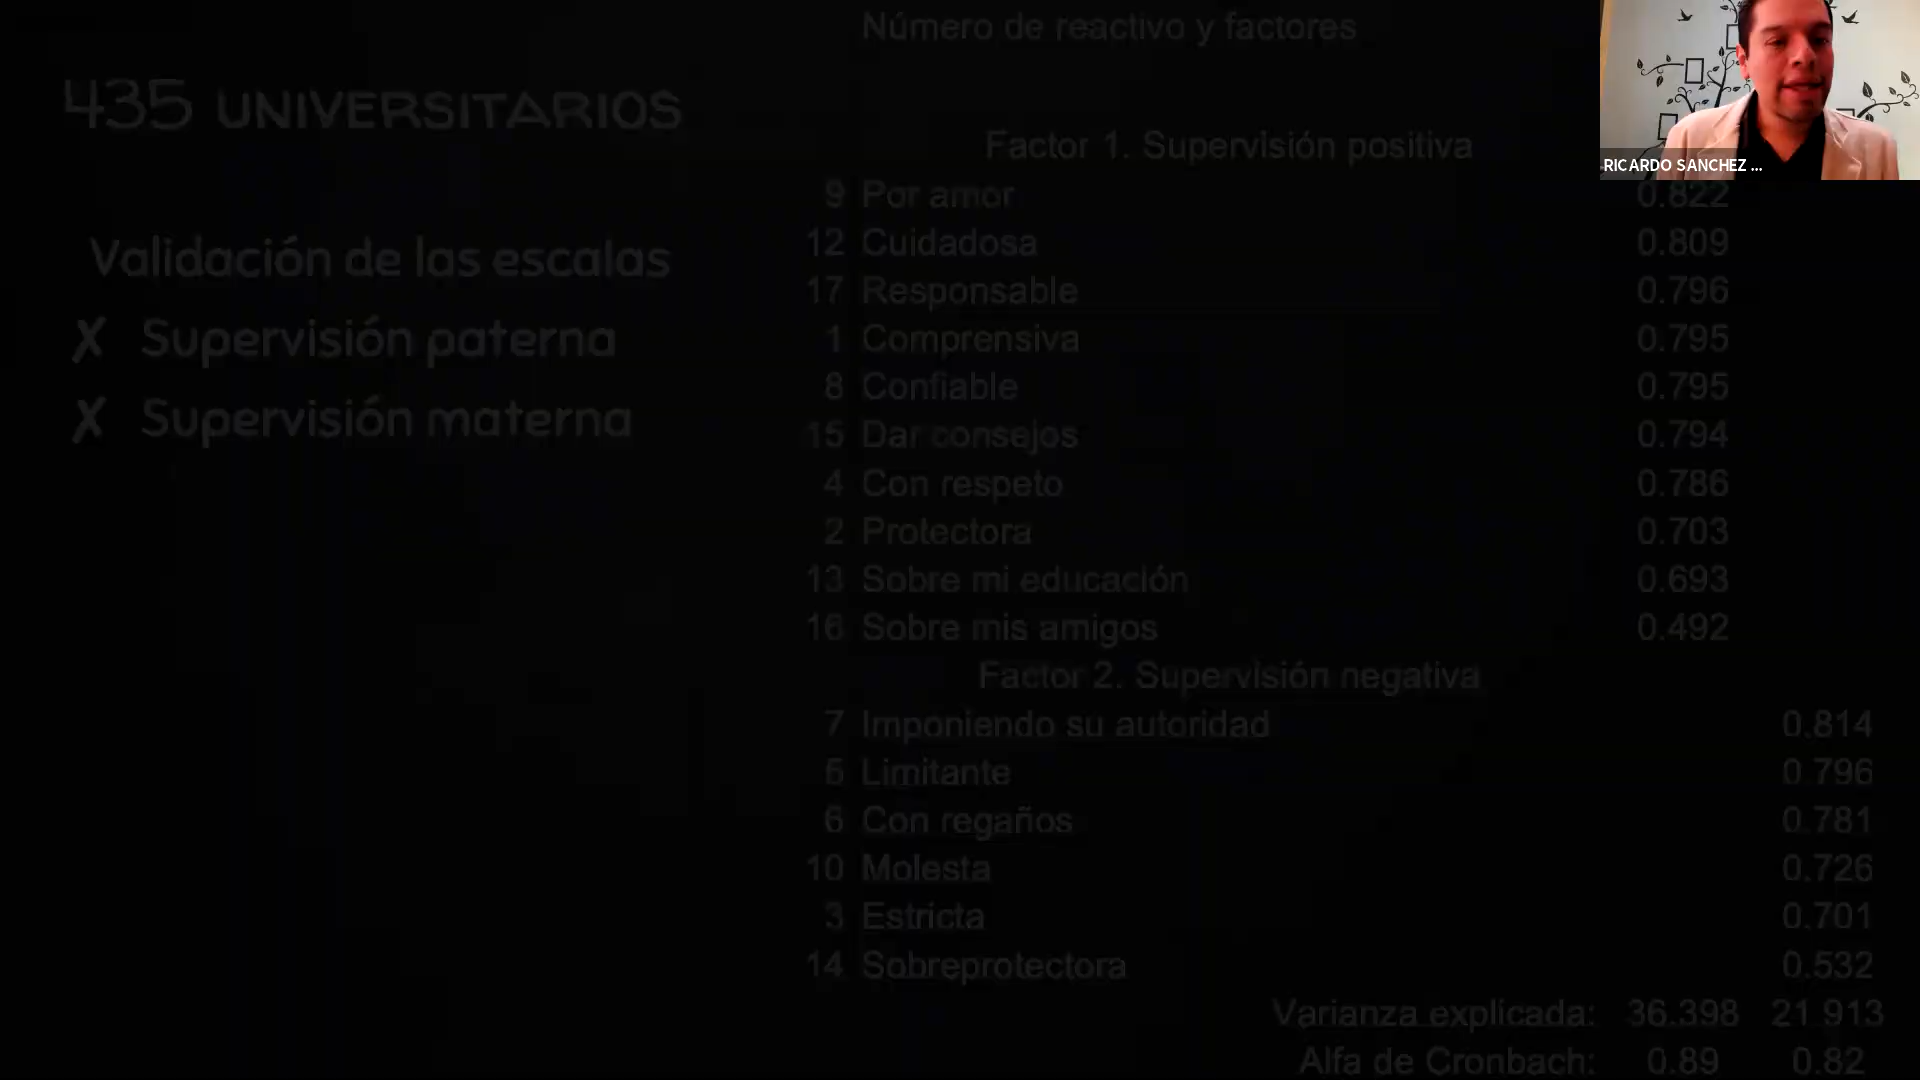 435 UNIVERSITARIOS
Validación de las escalas
✗ Supervisión paterna
✗ Supervisión materna
Número de reactivo y factores
Factor 1. Supervisión positiva
9 Por amor 0.822
12 Cuidadosa 0.809
17 Responsable 0.796
1 Comprensiva 0.795
8 Confiable 0.795
15 Dar consejos 0.794
4 Con respeto 0.786
2 Protectora 0.703
13 Sobre mi educación 0.693
16 Sobre mis amigos 0.492
Factor 2. Supervisión negativa
7 Imponiendo su autoridad 0.814
5 Limitante 0.796
6 Con regaños 0.781
10 Molesta 0.726
3 Estricta 0.701
14 Sobreprotectora 0.532
Varianza explicada: 36.398 21.913
Alfa de Cronbach: 0.89 0.82
RICARDO SANCHEZ ...